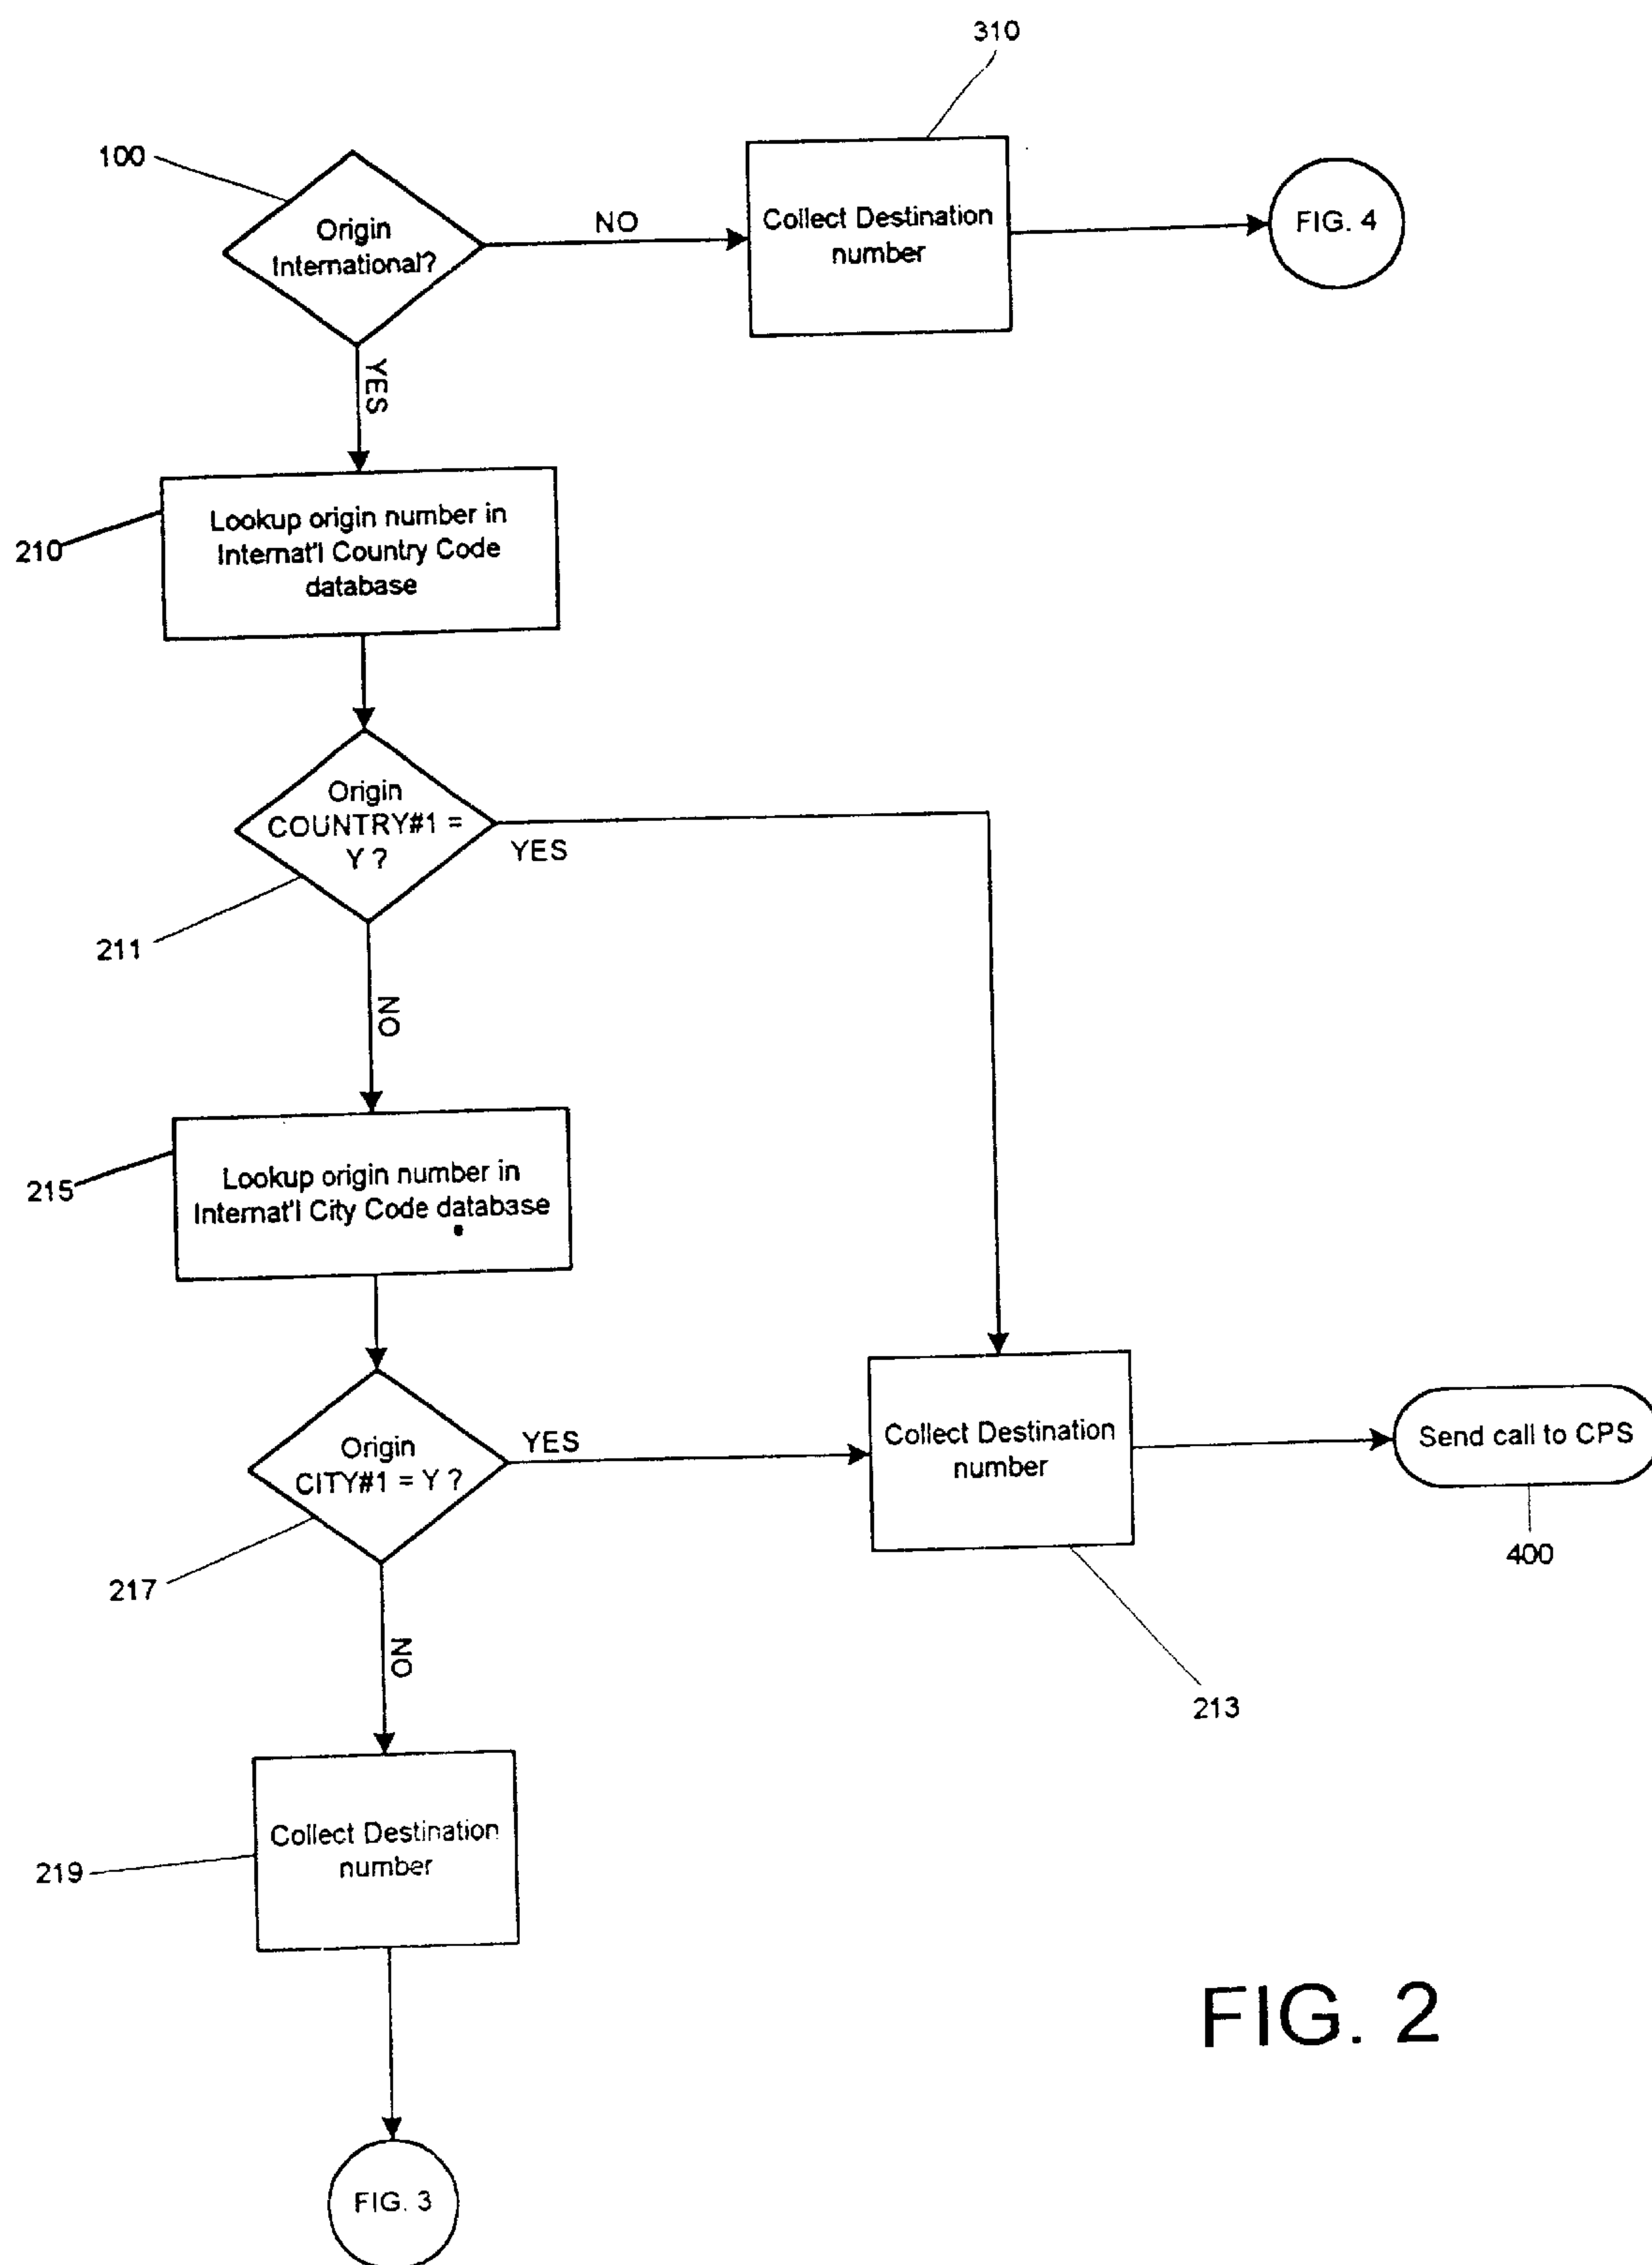 310
100
Origin
International?
NO
Collect Destination
number
FIG. 4
YES
Lookup origin number in
Internat'l Country Code
database
210
Origin
COUNTRY#1 =
Y ?
YES
211
NO
Lookup origin number in
Internat'l City Code database
215
Origin
CITY#1 = Y ?
YES
Collect Destination
number
Send call to CPS
400
217
213
NO
Collect Destination
number
219
FIG. 2
FIG. 3